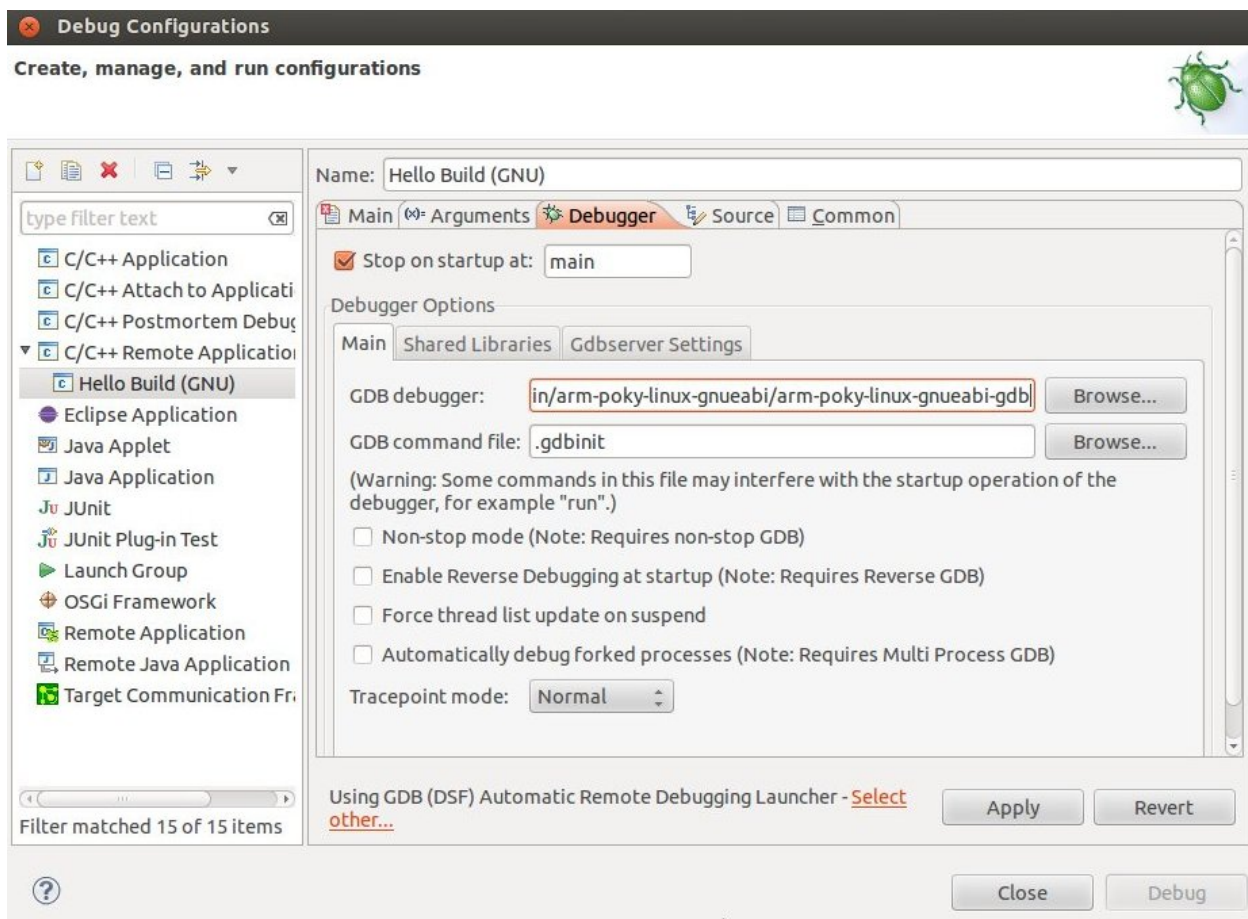 Debug Configurations
Create, manage, and run configurations
type filter text
C/C++ Application
C/C++ Attach to Applicati
C/C++ Postmortem Debug
C/C++ Remote Application
Hello Build (GNU)
Eclipse Application
Java Applet
Java Application
Ju JUnit
JUnit Plug-in Test
Launch Group
OSGi Framework
Remote Application
Remote Java Application
Target Communication Fra
Filter matched 15 of 15 items
Name: Hello Build (GNU)
Main (x)= Arguments Debugger Source Common
Stop on startup at: main
Debugger Options
Main Shared Libraries Gdbserver Settings
GDB debugger: in/arm-poky-linux-gnueabi/arm-poky-linux-gnueabi-gdb Browse...
GDB command file: .gdbinit Browse...
(Warning: Some commands in this file may interfere with the startup operation of the
debugger, for example "run".)
Non-stop mode (Note: Requires non-stop GDB)
Enable Reverse Debugging at startup (Note: Requires Reverse GDB)
Force thread list update on suspend
Automatically debug forked processes (Note: Requires Multi Process GDB)
Tracepoint mode: Normal
Using GDB (DSF) Automatic Remote Debugging Launcher - Select
other...
Apply Revert
Close Debug